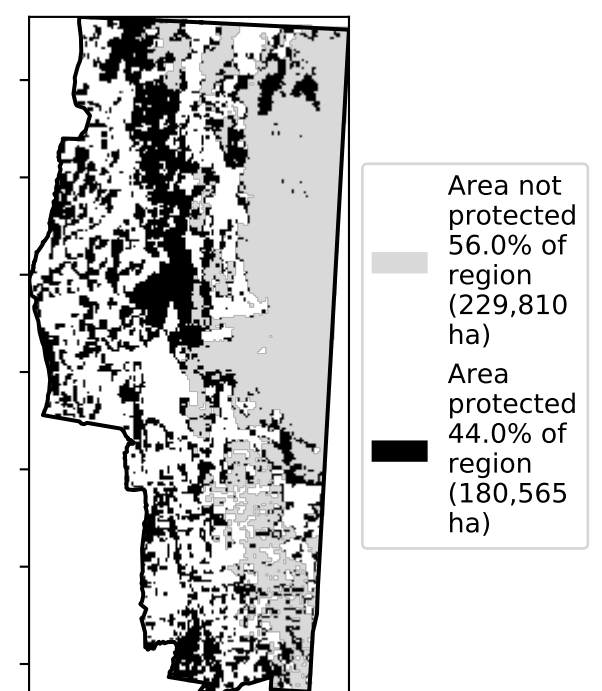 Area not
protected
56.0% of
region
(229,810
ha)
Area
protected
44.0% of
region
(180,565
ha)